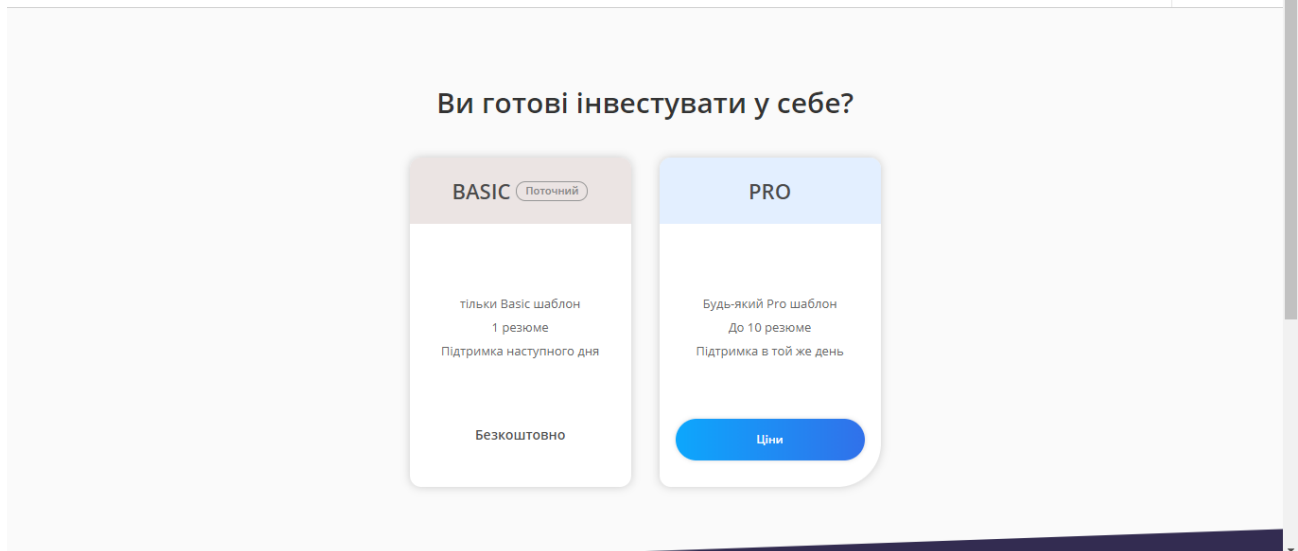 Ви готові інвестувати у себе?
BASIC Поточний
тільки Basic шаблон
1 резюме
Підтримка наступного дня
Безкоштовно
PRO
Будь-який Pro шаблон
До 10 резюме
Підтримка в той же день
Ціни